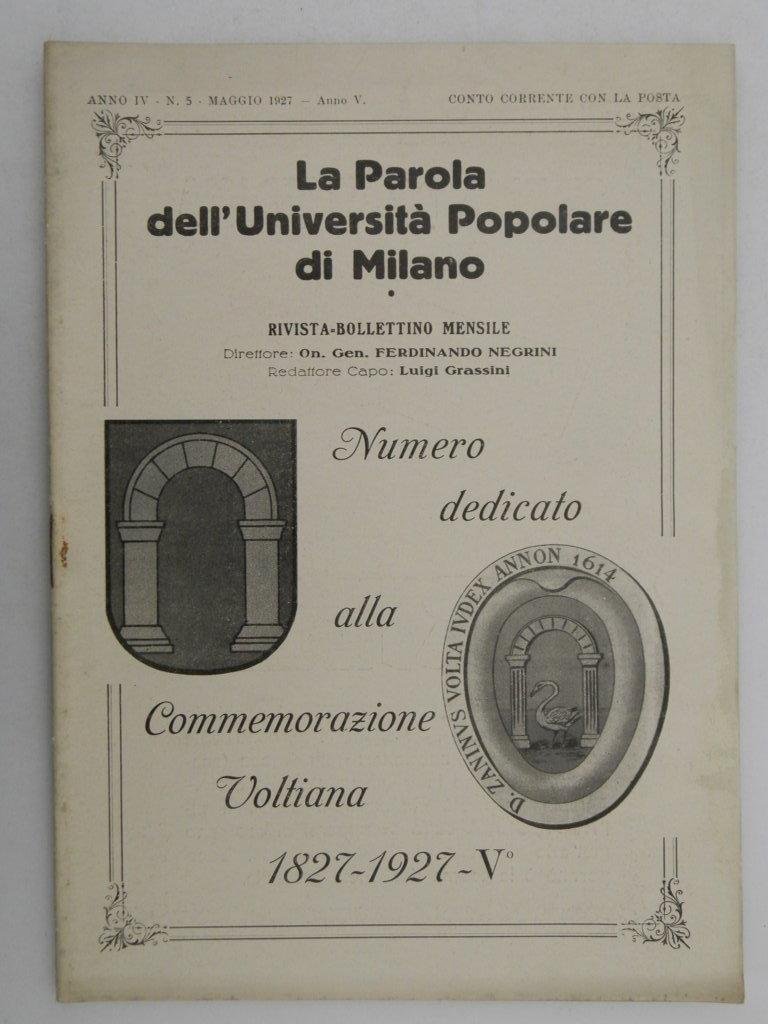 ANNO IV - N. 5 - MAGGIO 1927 — Anno V.
CONTO CORRENTE CON LA POSTA
La Parola
dell'Università Popolare
di Milano
RIVISTA-BOLLETTINO MENSILE
Direttore: On. Gen. FERDINANDO NEGRINI
Redattore Capo: Luigi Grassini
Numero
dedicato
alla
Commemorazione
Voltiana
1827-1927-V°
D. ZANINVS VOLTA IVDEX ANNON 1614